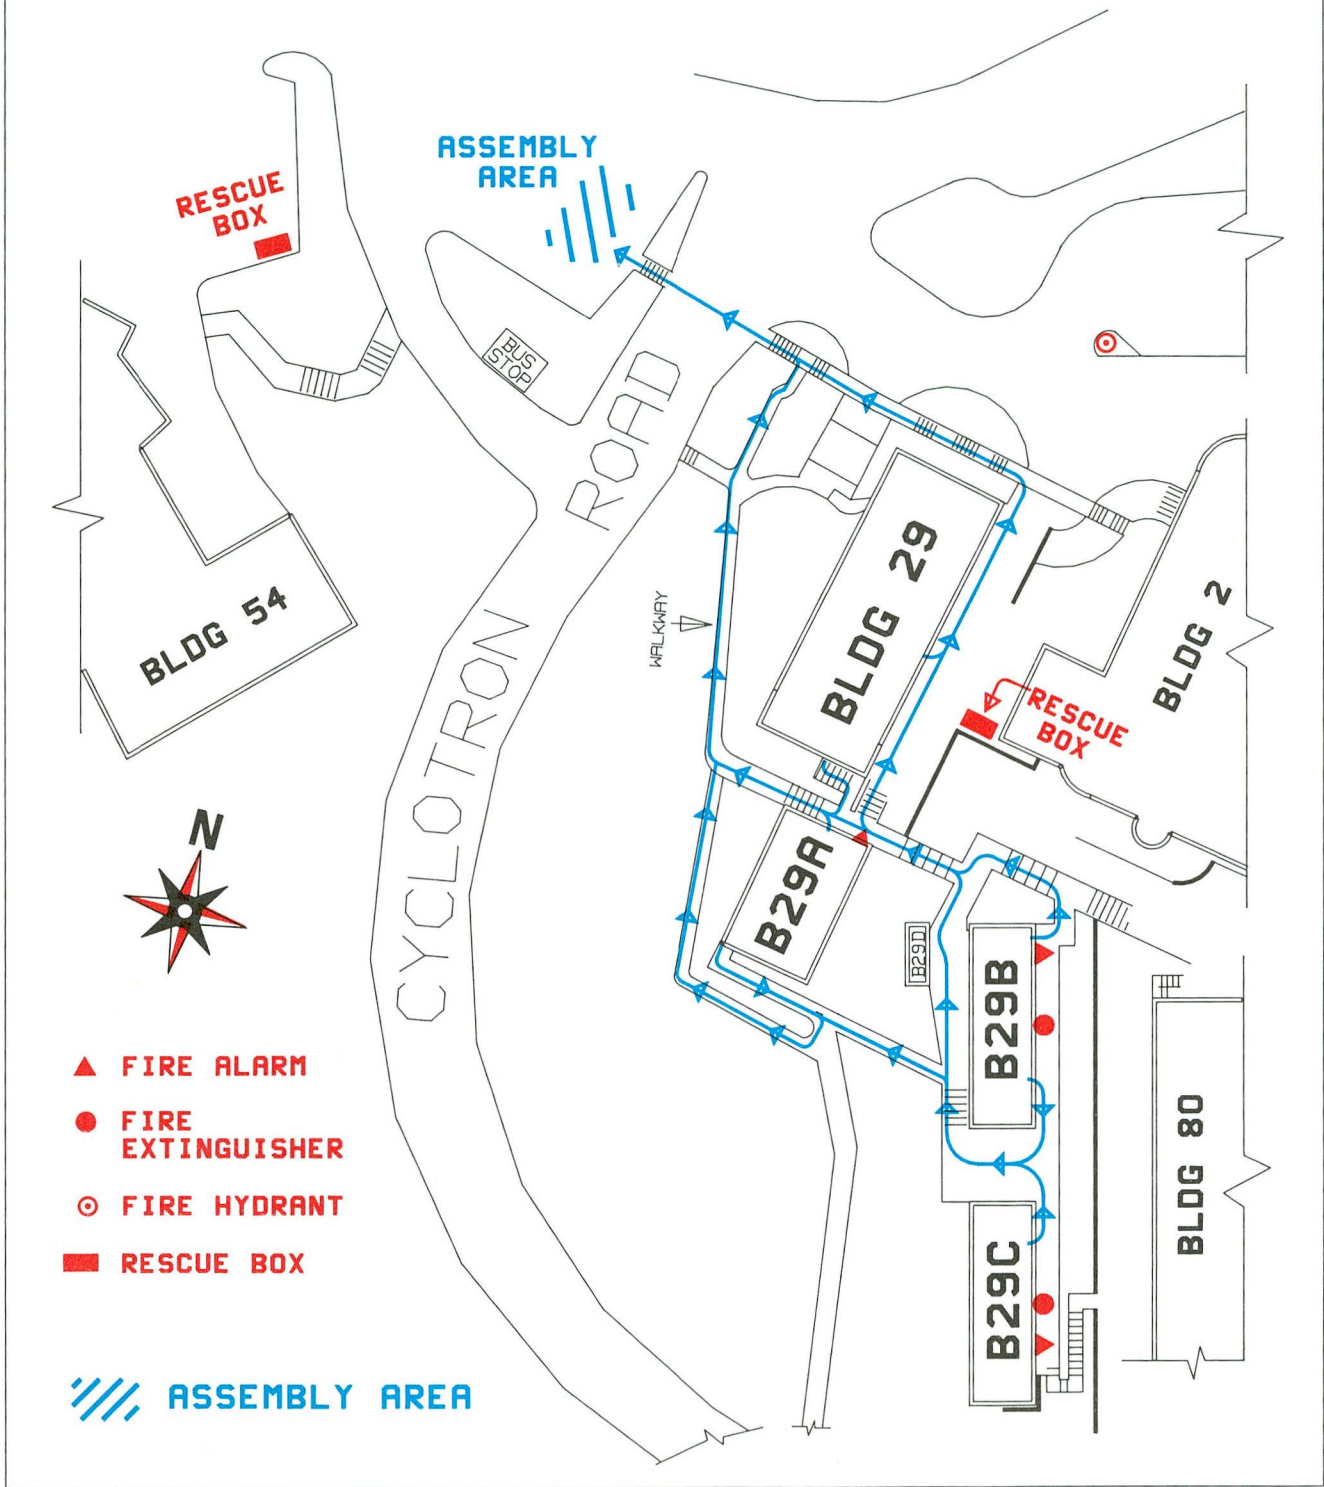 ASSEMBLY
AREA
RESCUE
BOX
BUS
STOP
CYCLOTRON ROAD
BLDG 54
WALKWAY
BLDG 29
BLDG 2
RESCUE
BOX
N
B29A
B29D
B29B
B29C
BLDG 80
FIRE ALARM
FIRE
EXTINGUISHER
FIRE HYDRANT
RESCUE BOX
ASSEMBLY AREA